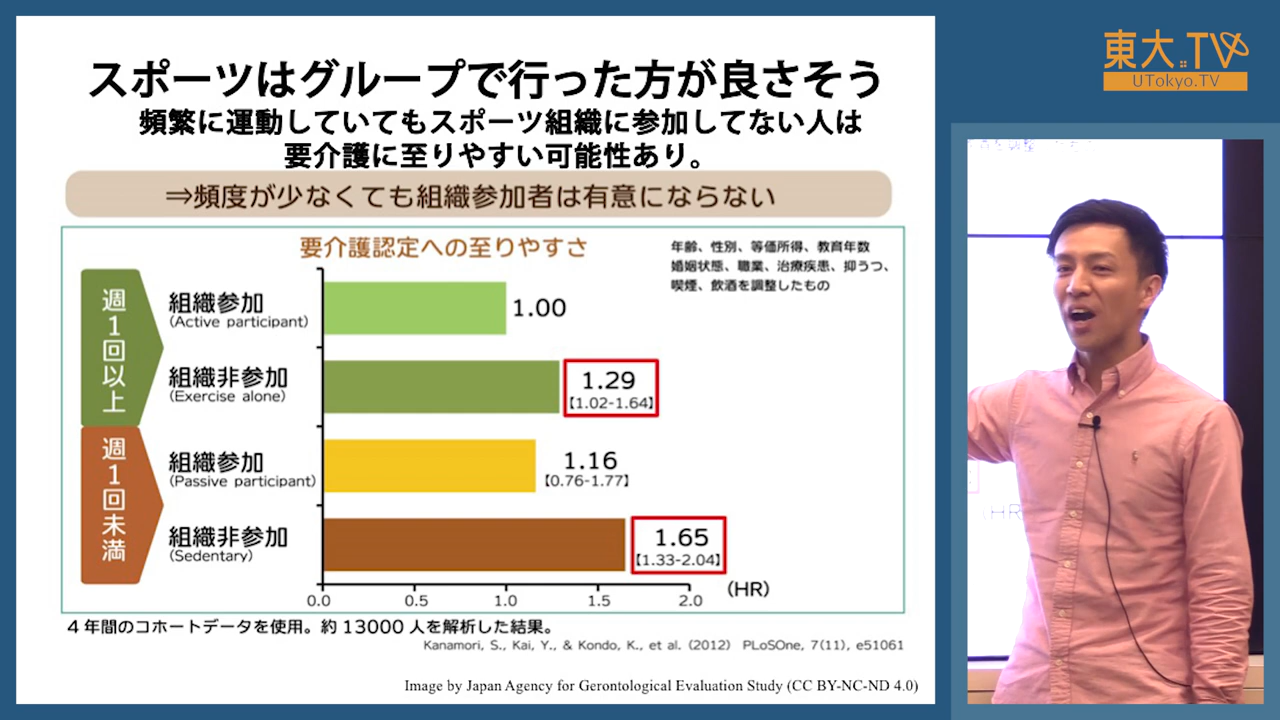 スポーツはグループで行った方が良さそう
頻繁に運動していてもスポーツ組織に参加してない人は
要介護に至りやすい可能性あり。
⇒頻度が少なくても組織参加者は有意にならない
要介護認定への至りやすさ
年齢、性別、等価所得、教育年数
婚姻状態、職業、治療疾患、抑うつ、
喫煙、飲酒を調整したもの
週1回以上
組織参加
(Active participant)
1.00
組織非参加
(Exercise alone)
1.29
【1.02-1.64】
週1回未満
組織参加
(Passive participant)
1.16
【0.76-1.77】
組織非参加
(Sedentary)
1.65
【1.33-2.04】
0.0 0.5 1.0 1.5 2.0
(HR)
4年間のコホートデータを使用。約13000人を解析した結果。
Kanamori, S., Kai, Y., & Kondo, K., et al. (2012) PLoSOne, 7(11), e51061
Image by Japan Agency for Gerontological Evaluation Study (CC BY-NC-ND 4.0)
東大.TV
UTokyo.TV
(HR